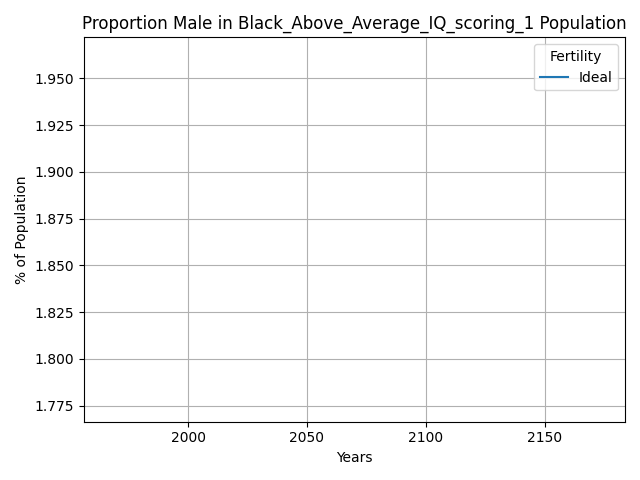 Proportion Male in Black_Above_Average_IQ_scoring_1 Population
Fertility
Ideal
1.950
1.925
1.900
1.875
1.850
1.825
1.800
1.775
% of Population
2000 2050 2100 2150
Years